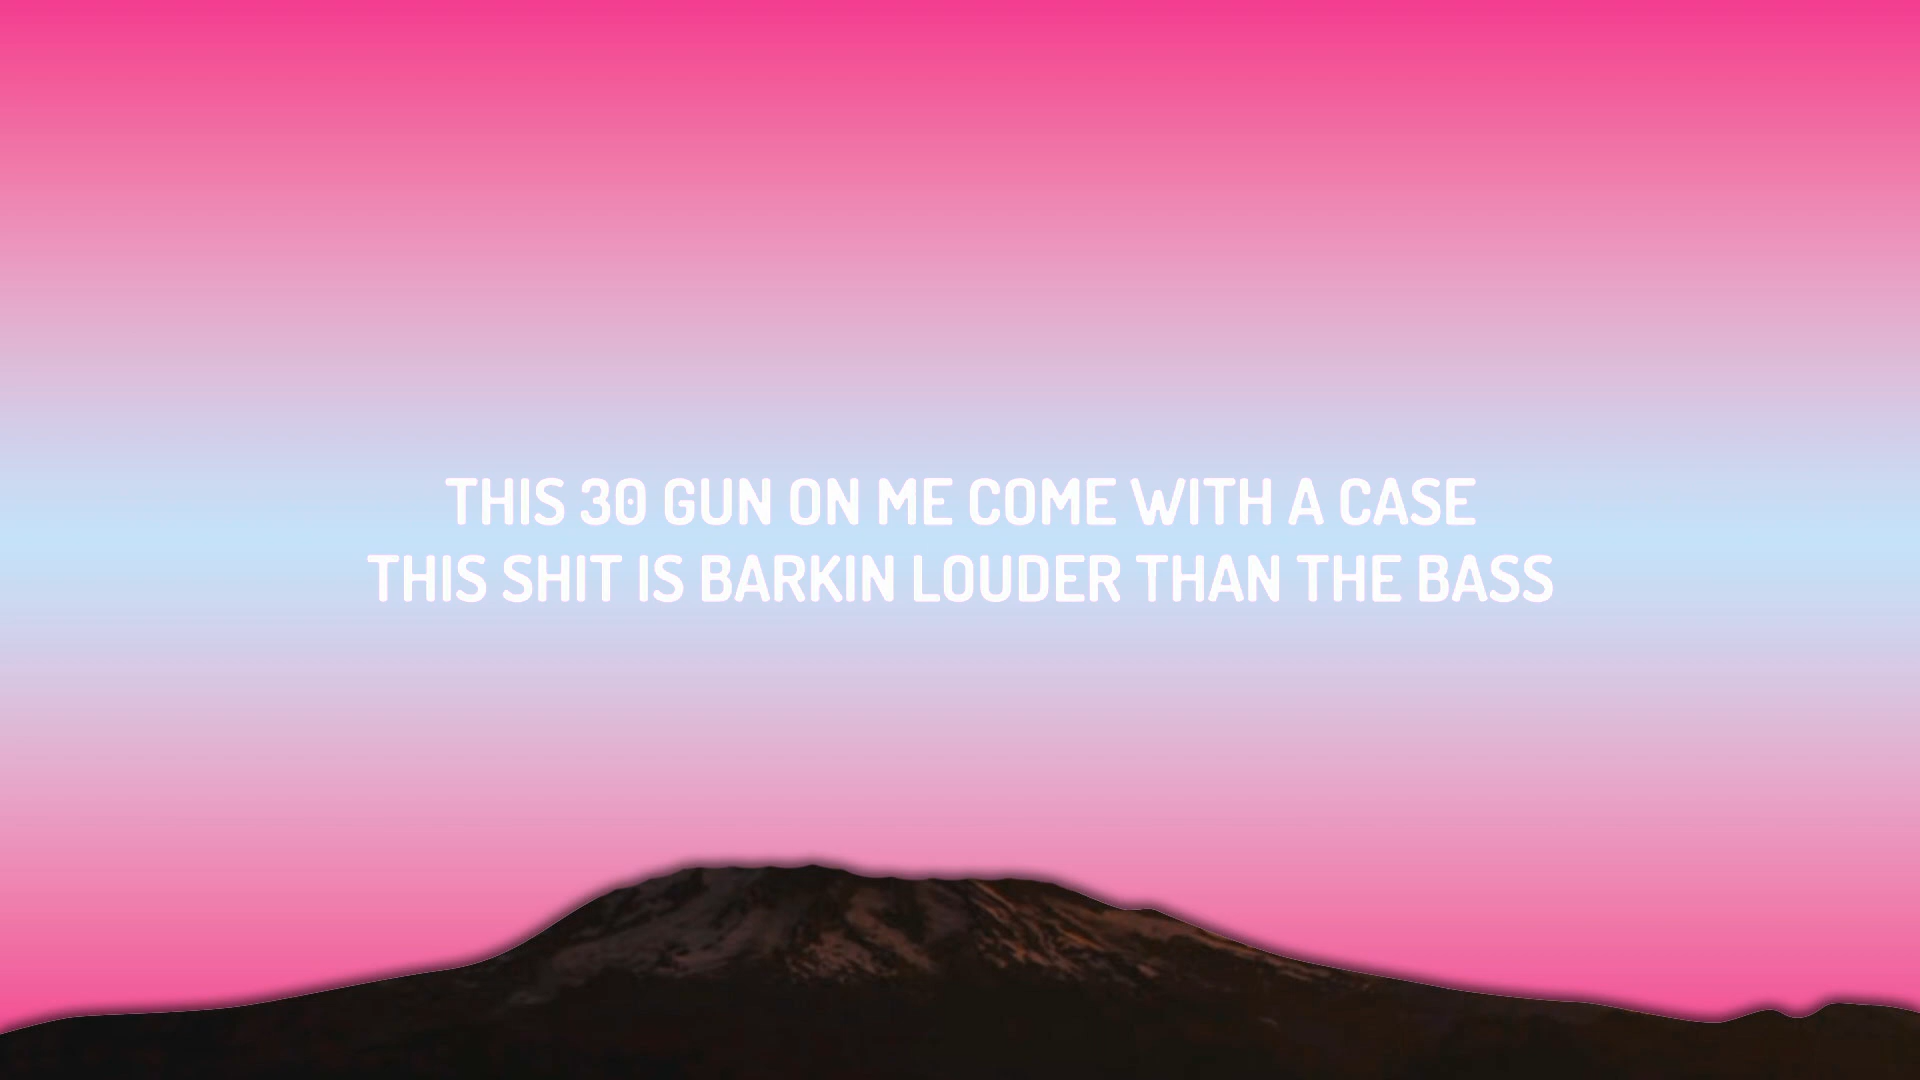 THIS 30 GUN ON ME COME WITH A CASE
THIS SHIT IS BARKIN LOUDER THAN THE BASS